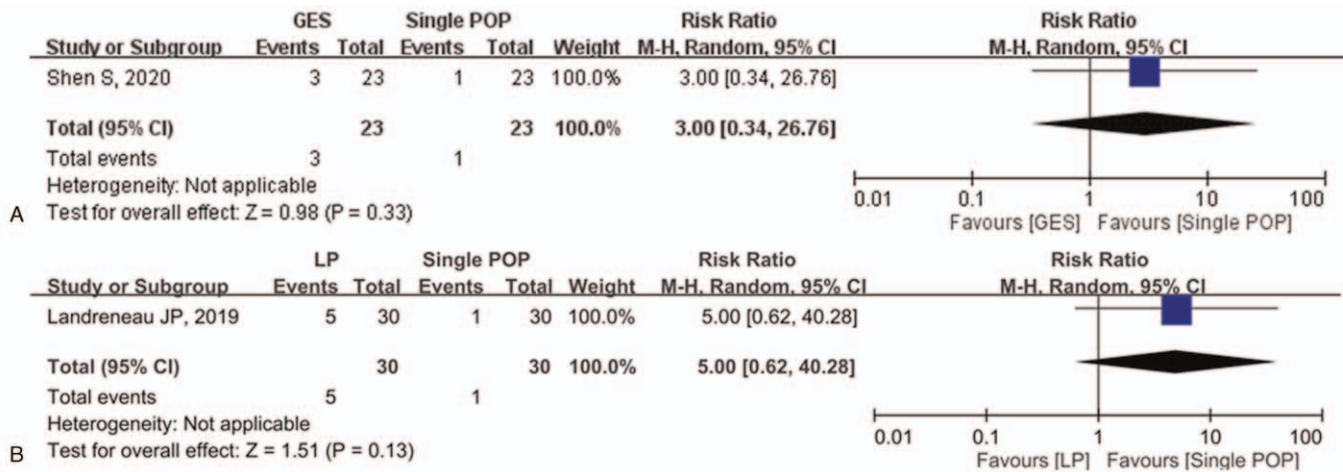 GES Single POP Risk Ratio Risk Ratio
Study or Subgroup Events Total Events Total Weight M-H, Random, 95% CI M-H, Random, 95% CI
Shen S, 2020 3 23 1 23 100.0% 3.00 [0.34, 26.76]
Total (95% CI) 23 23 100.0% 3.00 [0.34, 26.76]
Total events 3 1
Heterogeneity: Not applicable
0.01 0.1 1 10 100
A Test for overall effect: Z = 0.98 (P = 0.33) Favours [GES] Favours [Single POP]
LP Single POP Risk Ratio Risk Ratio
Study or Subgroup Events Total Events Total Weight M-H, Random, 95% CI M-H, Random, 95% CI
Landreneau JP, 2019 5 30 1 30 100.0% 5.00 [0.62, 40.28]
Total (95% CI) 30 30 100.0% 5.00 [0.62, 40.28]
Total events 5 1
Heterogeneity: Not applicable
0.01 0.1 1 10 100
B Test for overall effect: Z = 1.51 (P = 0.13) Favours [LP] Favours [Single POP]